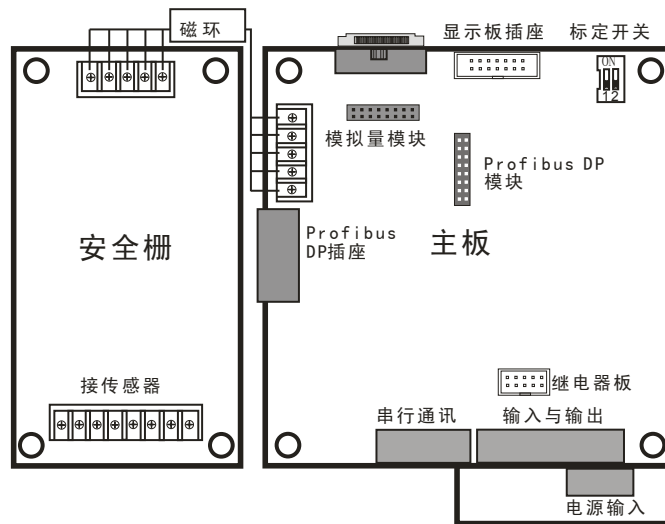 磁环
显示板插座
标定开关
ON
12
模拟量模块
Profibus DP
模块
Profibus
DP插座
安全栅
主板
接传感器
继电器板
串行通讯
输入与输出
电源输入